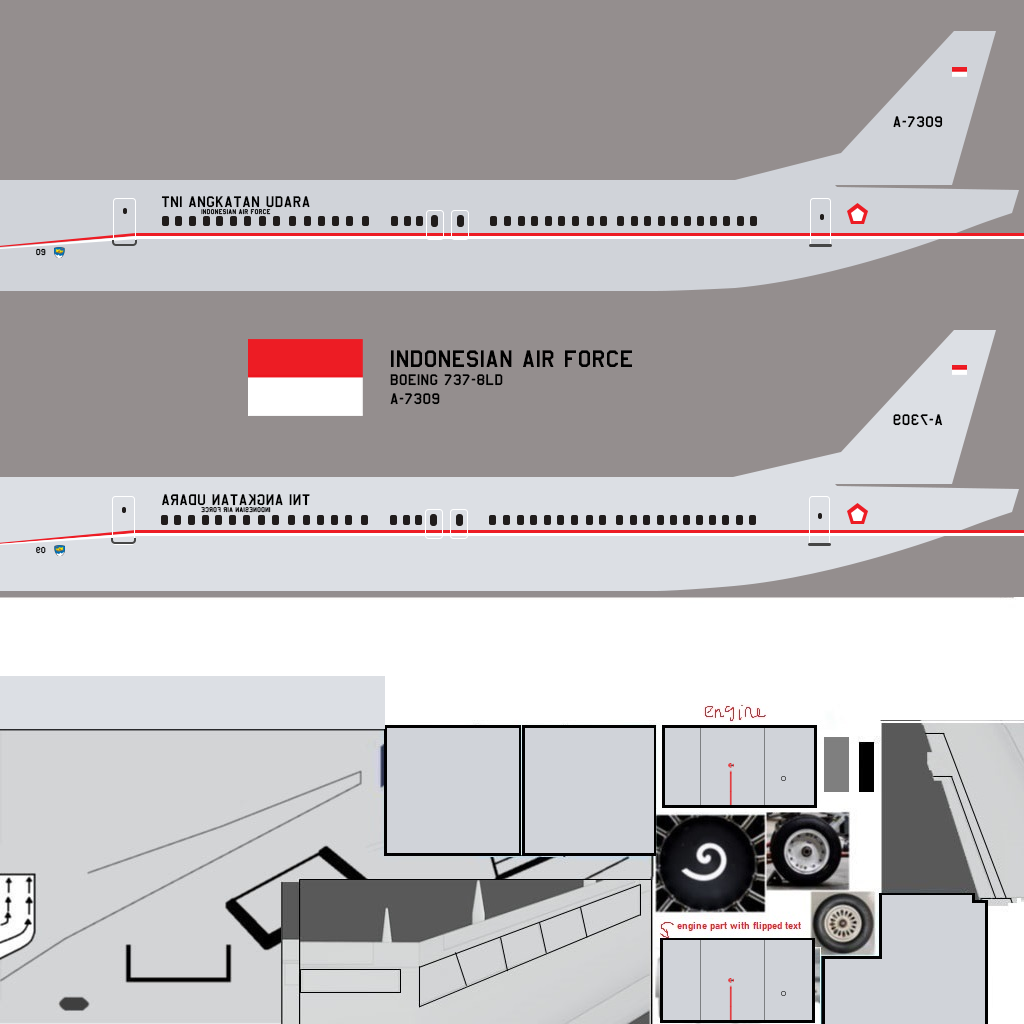 A-7309
TNI ANGKATAN UDARA
INDONESIAN AIR FORCE
09
INDONESIAN AIR FORCE
BOEING 737-8LD
A-7309
A-7309
TNI ANGKATAN UDARA
INDONESIAN AIR FORCE
09
engine
engine part with flipped text